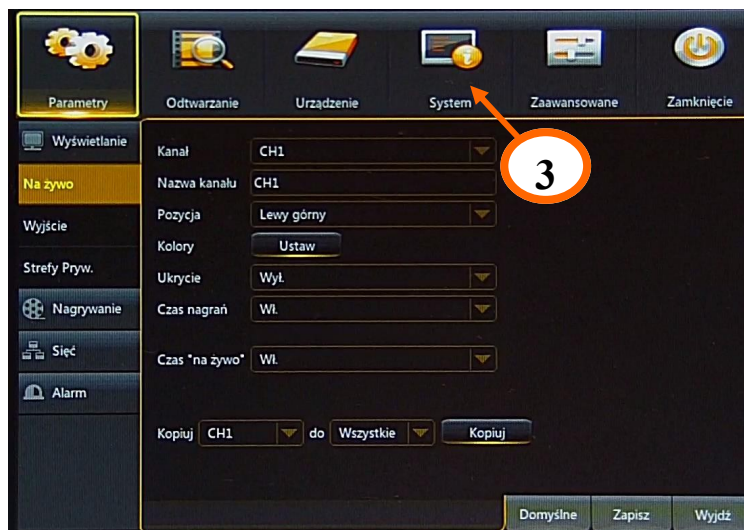 Parametry Odtwarzanie Urządzenie System Zaawansowane Zamknięcie
Wyświetlanie
Na żywo
Wyjście
Strefy Pryw.
Nagrywanie
Sięć
Alarm
Kanał CH1
Nazwa kanału CH1
Pozycja Lewy górny
Kolory Ustaw
Ukrycie Wył.
Czas nagrań Wł.
Czas "na żywo" Wł.
Kopiuj CH1 do Wszystkie Kopiuj
Domyślne Zapisz Wyjdź
3